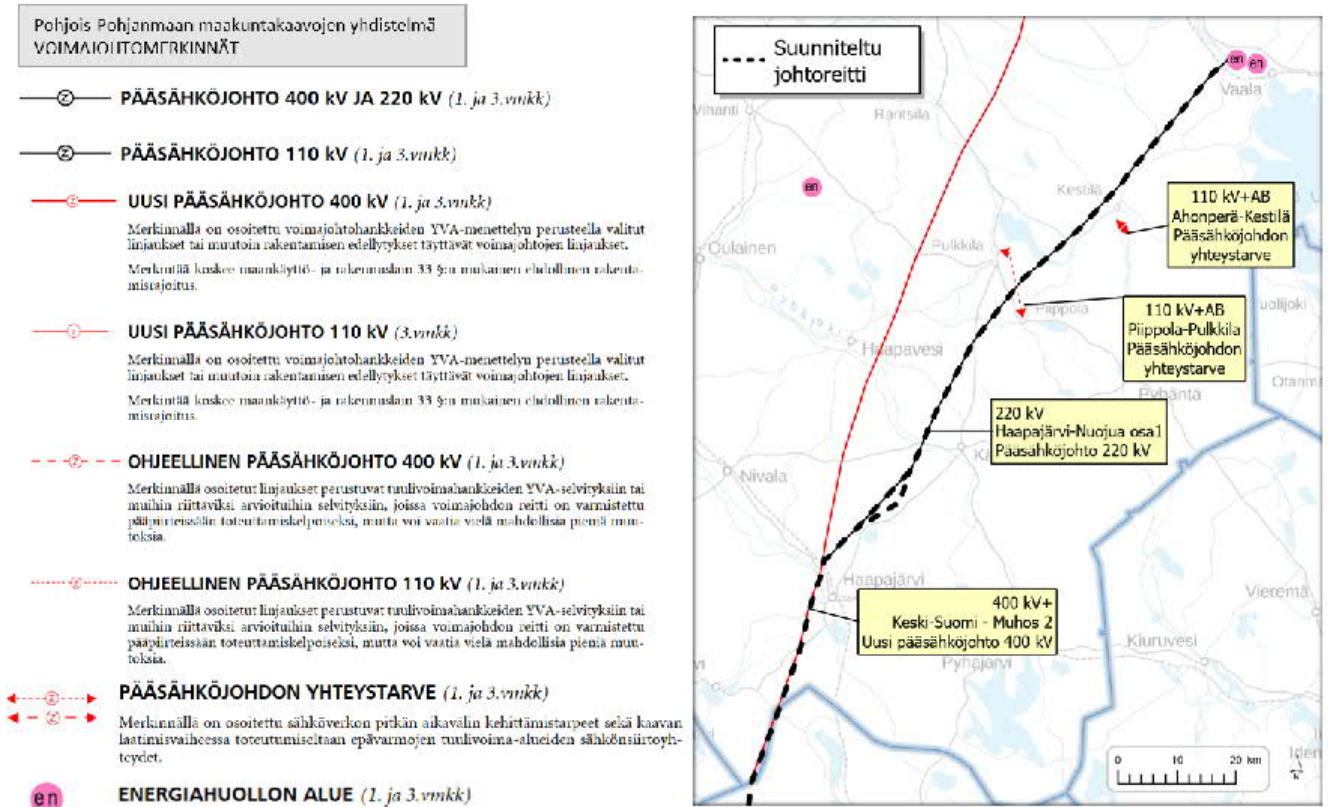 Pohjois Pohjanmaan maakuntakaavojen yhdistelmä
VOIMAJOHTOMERKINNÄT
PÄÄSÄHKÖJOHTO 400 kV JA 220 kV (1. ja 3.vmkk)
PÄÄSÄHKÖJOHTO 110 kV (1. ja 3.vmkk)
UUSI PÄÄSÄHKÖJOHTO 400 kV (1. ja 3.vmkk)
Merkinnällä on osoitettu voimajohtohankkeiden YVA-menettelyn perusteella valitut
linjaukset tai muutoin rakentamisen edellytykset täyttävät voimajohtojen linjaukset.
Merkintää koskee maankäyttö- ja rakennuslain 33 §:n mukainen ehdollinen rakenta-
misrajoitus.
UUSI PÄÄSÄHKÖJOHTO 110 kV (3.vmkk)
Merkinnällä on osoitettu voimajohtohankkeiden YVA-menettelyn perusteella valitut
linjaukset tai muutoin rakentamisen edellytykset täyttävät voimajohtojen linjaukset.
Merkintää koskee maankäyttö- ja rakennuslain 33 §:n mukainen ehdollinen rakenta-
misrajoitus.
OHJEELLINEN PÄÄSÄHKÖJOHTO 400 kV (1. ja 3.vmkk)
Merkinnällä osoitetut linjaukset perustuvat tuulivoimahankkeiden YVA-selvityksiin tai
muihin riittäviksi arvioituihin selvityksiin, joissa voimajohdon reitti on varmistettu
pääpiirteissään toteuttamiskelpoiseksi, mutta voi vaatia vielä mahdollisia pieniä muu-
toksia.
OHJEELLINEN PÄÄSÄHKÖJOHTO 110 kV (1. ja 3.vmkk)
Merkinnällä osoitetut linjaukset perustuvat tuulivoimahankkeiden YVA-selvityksiin tai
muihin riittäviksi arvioituihin selvityksiin, joissa voimajohdon reitti on varmistettu
pääpiirteissään toteuttamiskelpoiseksi, mutta voi vaatia vielä mahdollisia pieniä muu-
toksia.
PÄÄSÄHKÖJOHDON YHTEYSTARVE (1. ja 3.vmkk)
Merkinnällä on osoitettu sähköverkon pitkän aikavälin kehittämistarpeet sekä kaavan
laatimisvaiheessa toteutumiseltaan epävarmojen tuulivoima-alueiden sähkönsiirtoyh-
teydet.
en ENERGIAHUOLLON ALUE (1. ja 3.vmkk)
Suunniteltu
johtoreitti
en en
Vaala
Vihanti
Rantsila
en
Kestilä
110 kV+AB
Ahonperä-Kestilä
Pääsähköjohdon
yhteystarve
Oulainen
Pulkkila
Piippola
110 kV+AB
Piippola-Pulkkila
Pääsähköjohdon
yhteystarve
Pyhäjoki
Haapavesi
Pyhäntä
220 kV
Haapajärvi-Nuojua osa1
Pääsähköjohto 220 kV
Nivala
Haapajärvi
Vieremä
400 kV+
Keski-Suomi - Muhos 2
Uusi pääsähköjohto 400 kV
Kiuruvesi
Pyhäjärvi
0 10 20 km